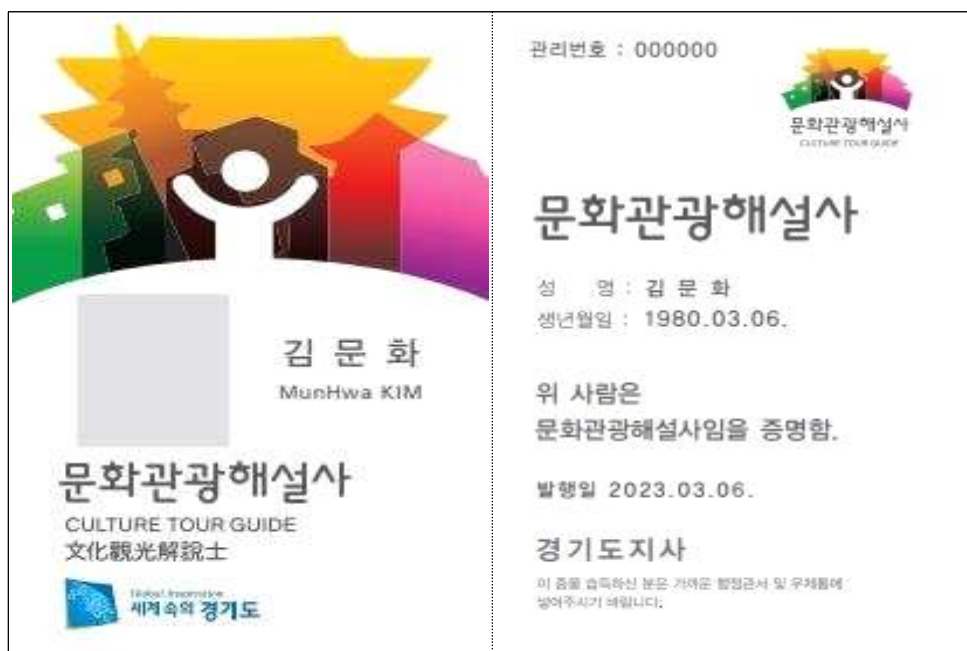 김 문 화
MunHwa KIM
문화관광해설사
CULTURE TOUR GUIDE
文化觀光解說士
Global Inspiration
세계 속의 경기도
관리번호 : 000000
문화관광해설사
CULTURE TOUR GUIDE
문화관광해설사
성 명 : 김 문 화
생년월일 : 1980.03.06.
위 사람은
문화관광해설사임을 증명함.
발행일 2023.03.06.
경기도지사
이 증을 습득하신 분은 가까운 행정관서 및 우체통에
넣어주시기 바랍니다.